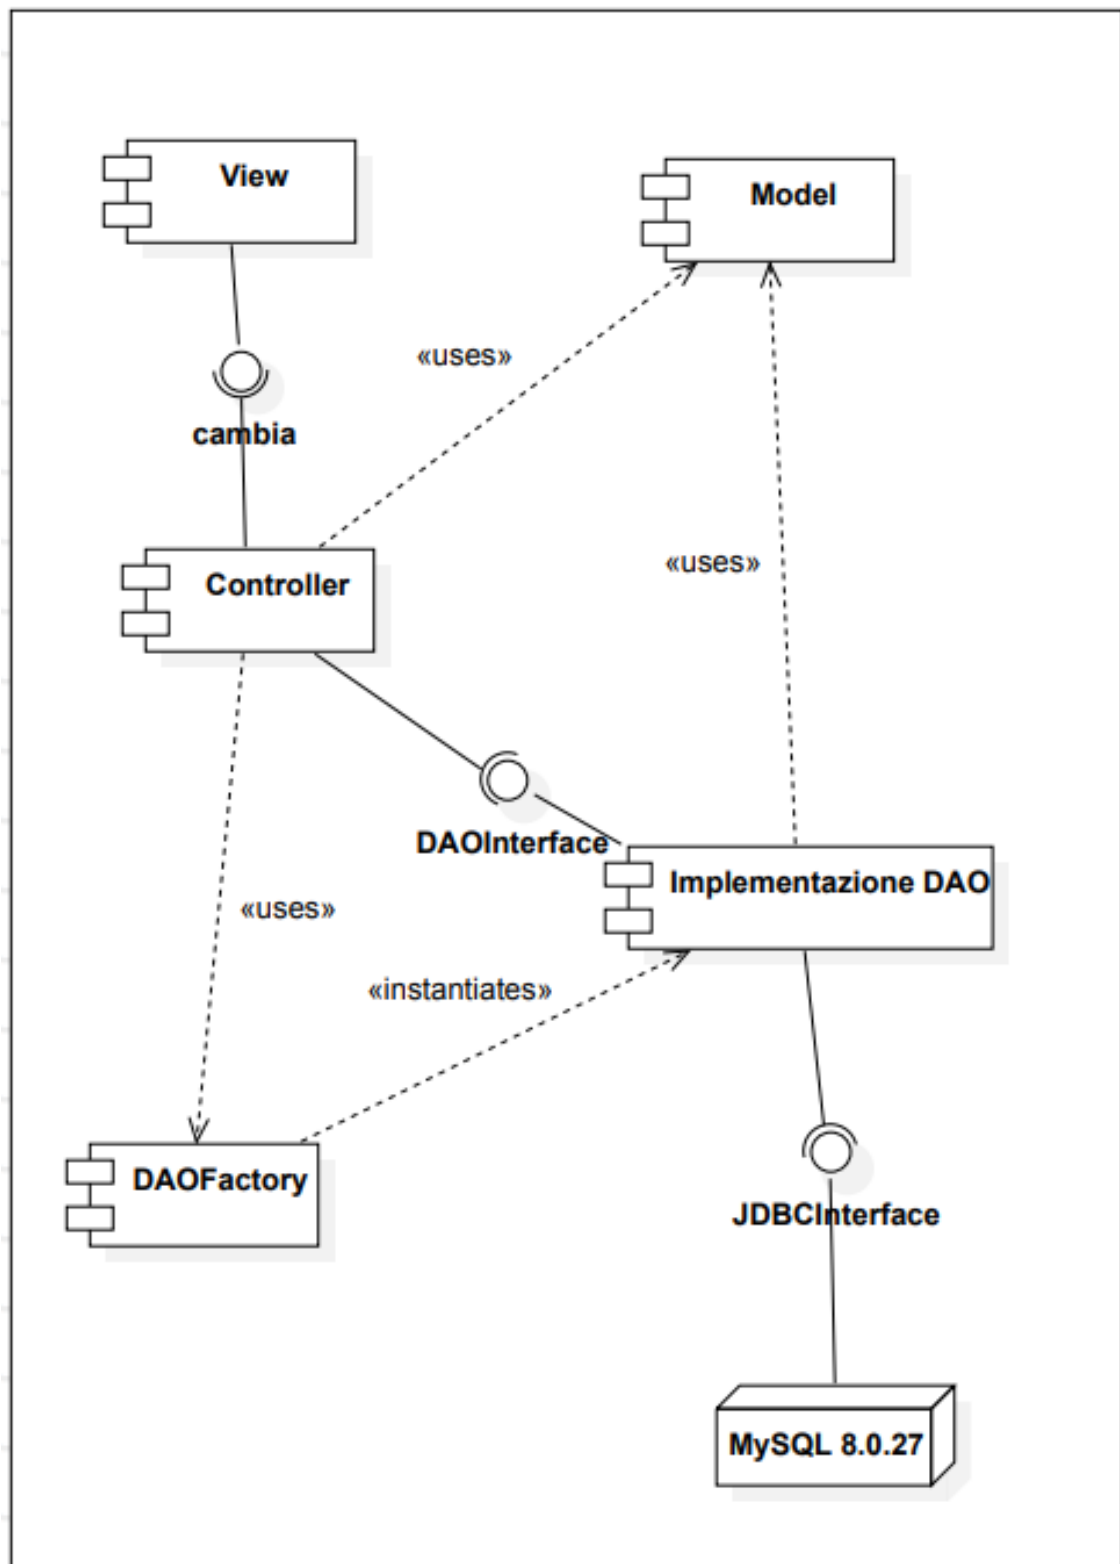 View
Model
«uses»
cambia
Controller
«uses»
DAOInterface
Implementazione DAO
«uses»
«instantiates»
DAOFactory
JDBCInterface
MySQL 8.0.27